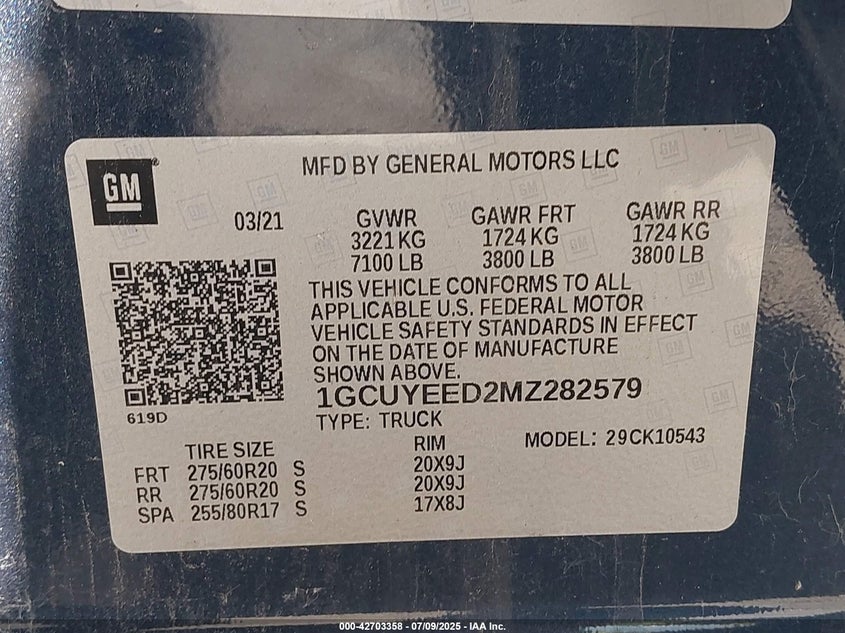 GM
MFD BY GENERAL MOTORS LLC
03/21
GVWR GAWR FRT GAWR RR
3221 KG 1724 KG 1724 KG
7100 LB 3800 LB 3800 LB
THIS VEHICLE CONFORMS TO ALL
APPLICABLE U.S. FEDERAL MOTOR
VEHICLE SAFETY STANDARDS IN EFFECT
ON THE DATE OF MANUFACTURE
SHOWN ABOVE.
1GCUYEED2MZ282579
619D
TYPE: TRUCK
TIRE SIZE RIM MODEL: 29CK10543
FRT 275/60R20 S 20X9J
RR 275/60R20 S 20X9J
SPA 255/80R17 S 17X8J
000-42703358 - 07/09/2025 - IAA Inc.